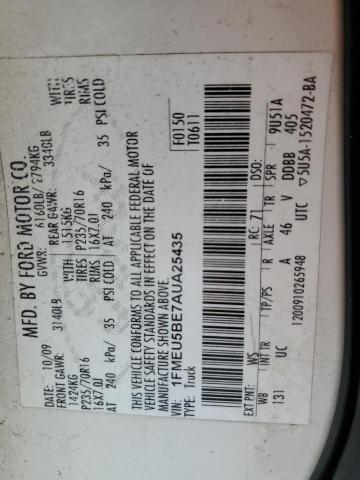 MFD. BY FORD MOTOR CO.
DATE: 10/09 GVWR: 6160LB/ 2794KG
FRONT GAWR: 3140LB REAR GAWR: 3340LB
1424KG WITH 1515KG WITH
P235/70R16 TIRES P235/70R16 TIRES
16X7.0J RIMS 16X7.0J RIMS
AT 240 kPa/ 35 PSI COLD AT 240 kPa/ 35 PSI COLD
THIS VEHICLE CONFORMS TO ALL APPLICABLE FEDERAL MOTOR
VEHICLE SAFETY STANDARDS IN EFFECT ON THE DATE OF
MANUFACTURE SHOWN ABOVE.
VIN: 1FMEU5BE7AUA25435 F0150
TYPE: Truck T0611
EXT PNT: WS RC: 71 DSO:
WB INT TR TP/PS R AXLE TR SPR 9U51A
131 UC A 46 V DDBB 405
1200910265948 UTC ▽5U5A-1520472-BA